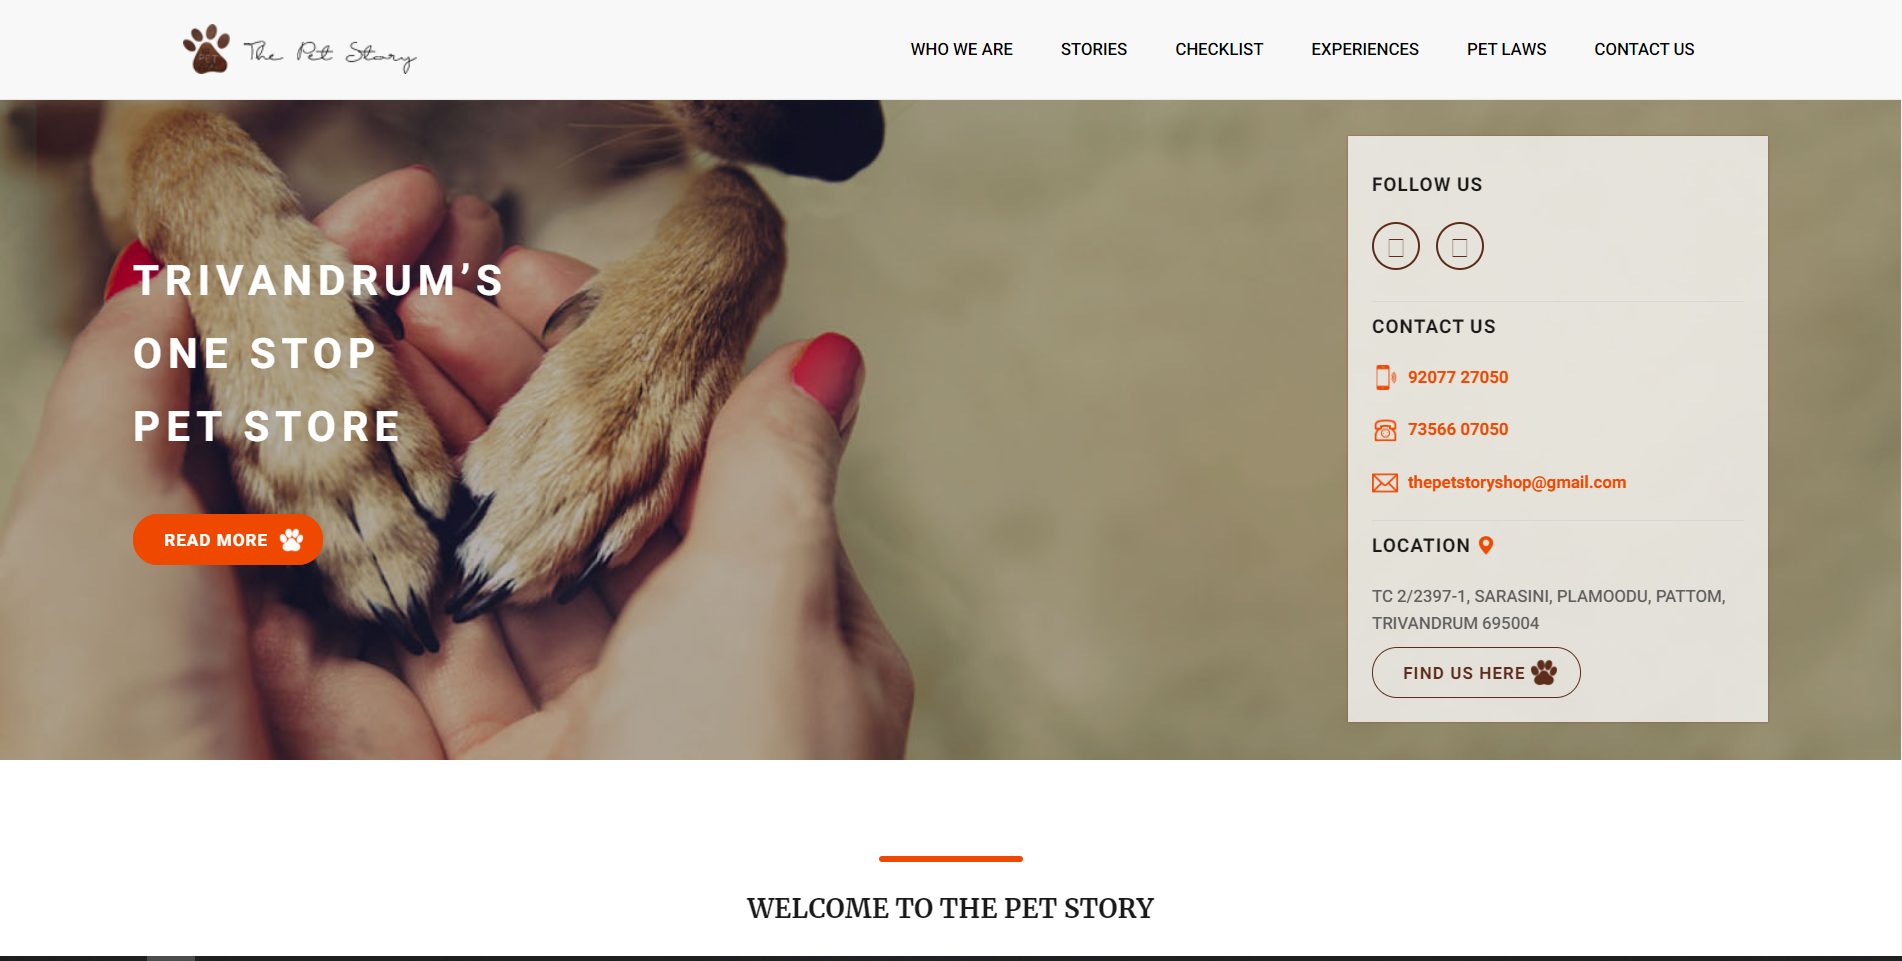 The Pet Story
WHO WE ARE
STORIES
CHECKLIST
EXPERIENCES
PET LAWS
CONTACT US
TRIVANDRUM’S
ONE STOP
PET STORE
READ MORE
FOLLOW US
CONTACT US
92077 27050
73566 07050
thepetstoryshop@gmail.com
LOCATION
TC 2/2397-1, SARASINI, PLAMOODU, PATTOM,
TRIVANDRUM 695004
FIND US HERE
WELCOME TO THE PET STORY